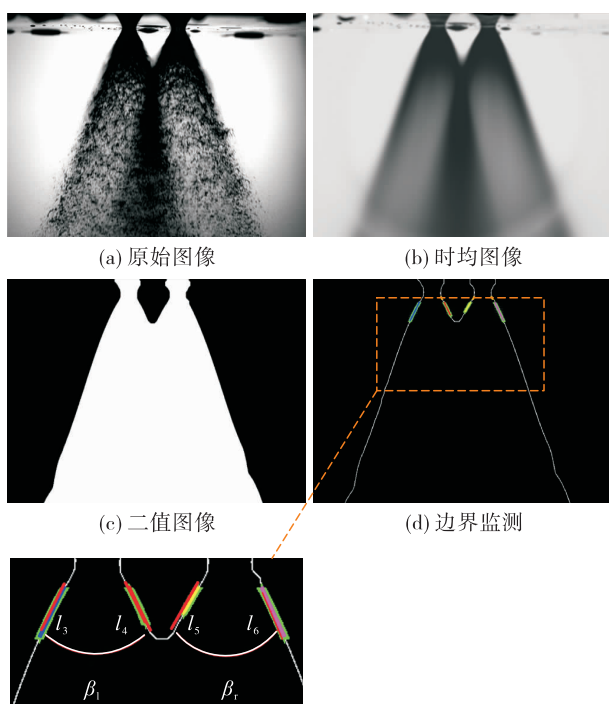 (a) 原始图像
(b) 时均图像
(c) 二值图像
(d) 边界监测
l3 l4 l5 l6
βl βr